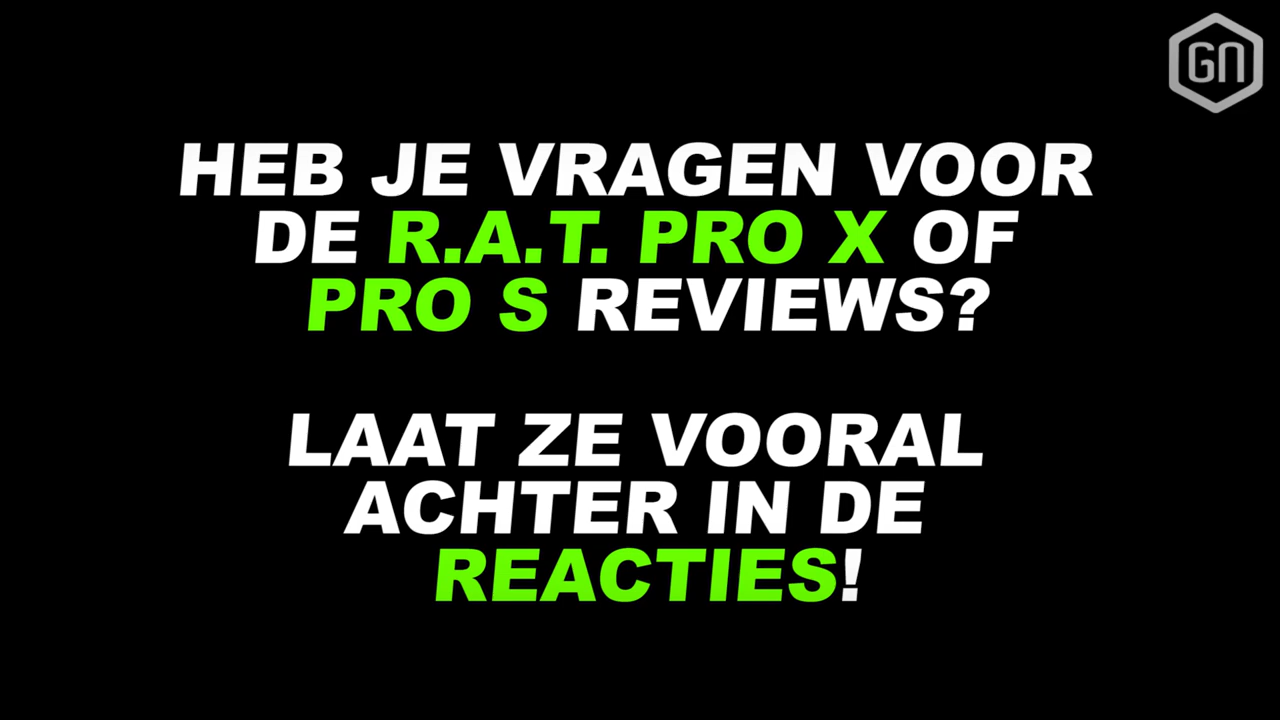 GN
HEB JE VRAGEN VOOR
DE R.A.T. PRO X OF
PRO S REVIEWS?
LAAT ZE VOORAL
ACHTER IN DE
REACTIES!